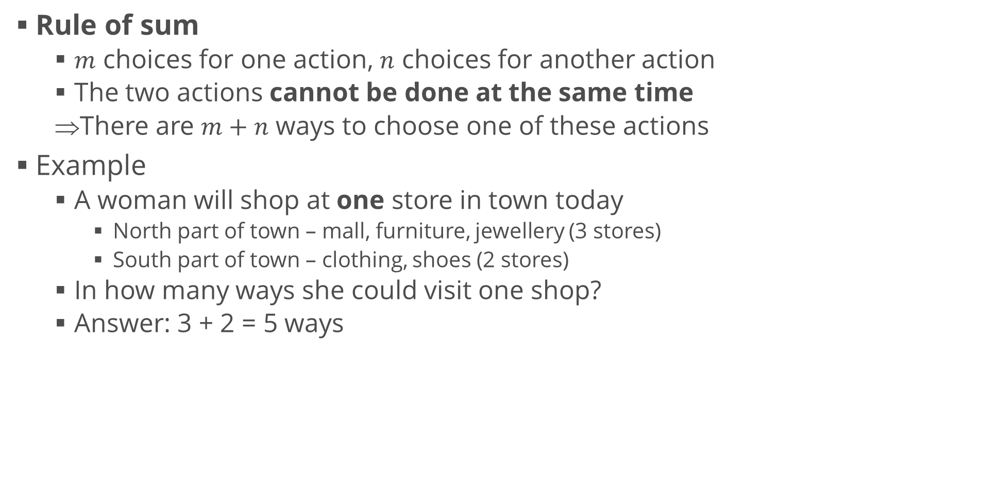 ▪ Rule of sum
▪ 𝑚 choices for one action, 𝑛 choices for another action
▪ The two actions cannot be done at the same time
⇒There are 𝑚 + 𝑛 ways to choose one of these actions
▪ Example
▪ A woman will shop at one store in town today
▪ North part of town – mall, furniture, jewellery (3 stores)
▪ South part of town – clothing, shoes (2 stores)
▪ In how many ways she could visit one shop?
▪ Answer: 3 + 2 = 5 ways